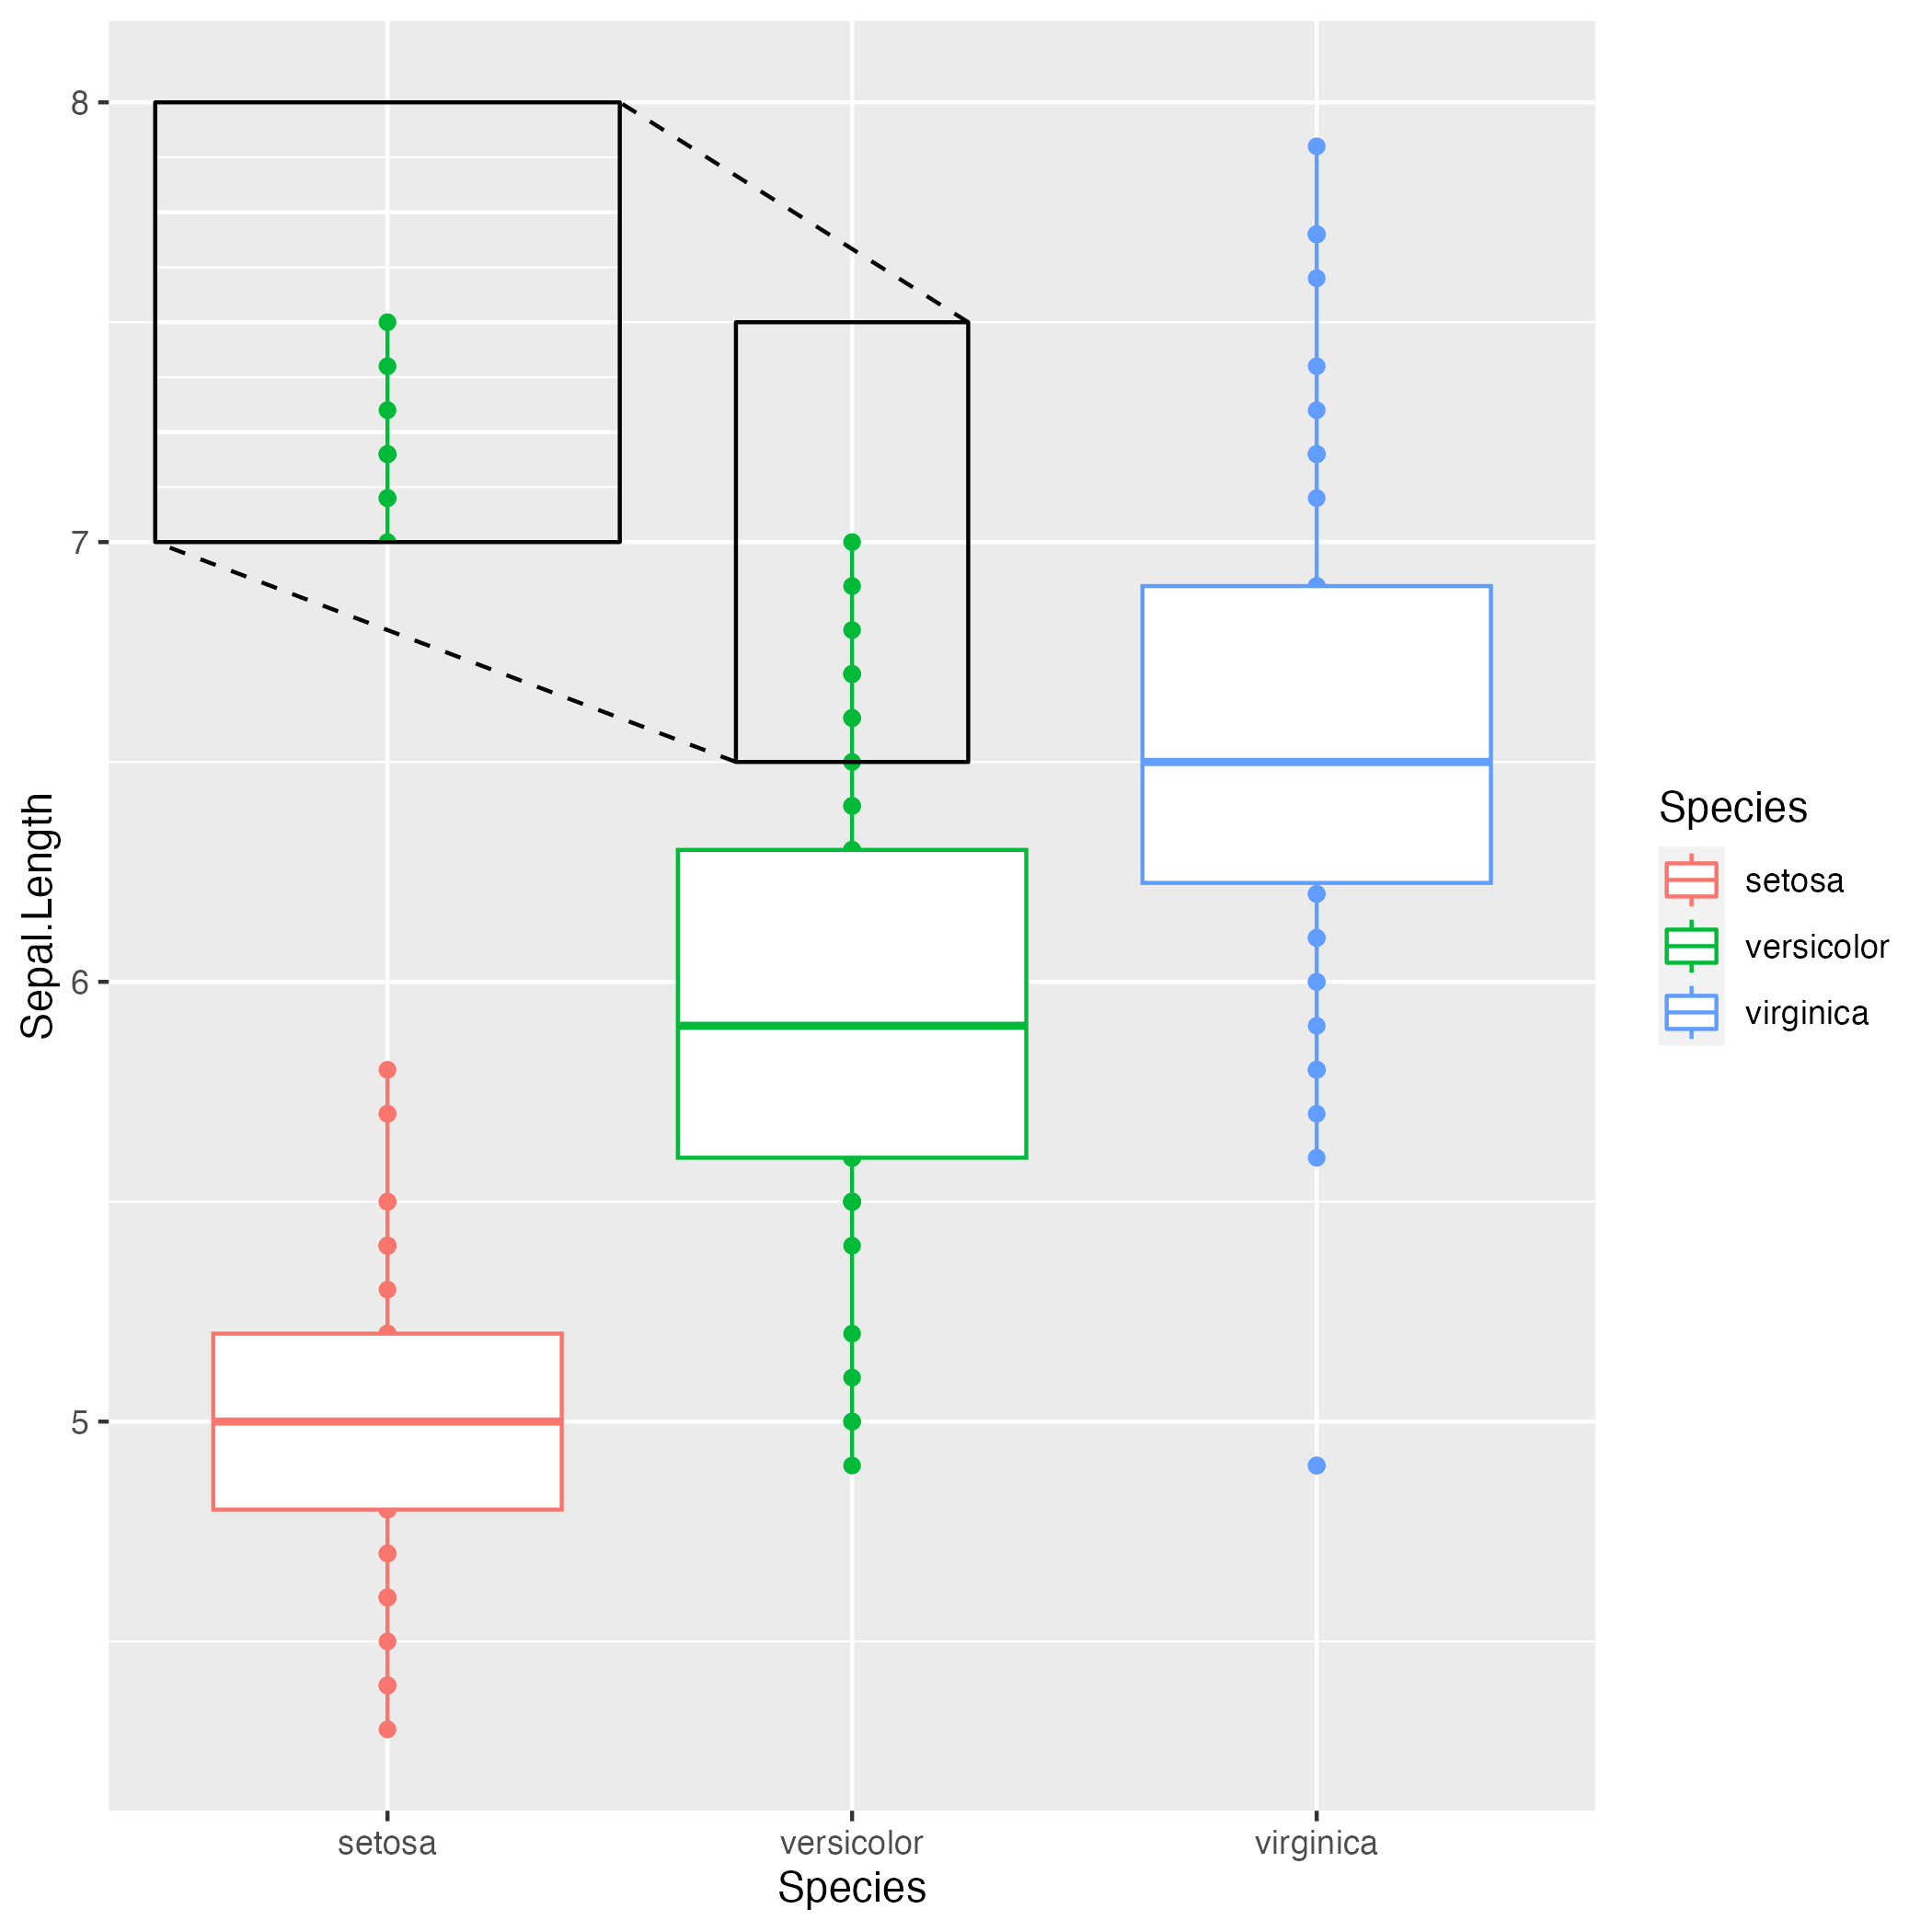 8
7
6
5
Sepal.Length
setosa
versicolor
virginica
Species
Species
setosa
versicolor
virginica